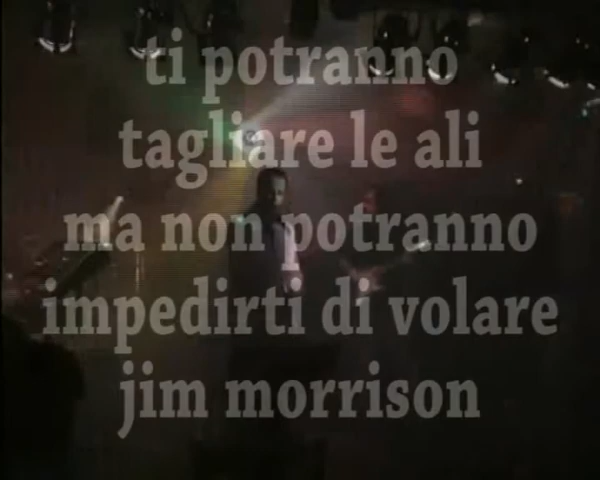 ti potranno
tagliare le ali
ma non potranno
impedirti di volare
jim morrison